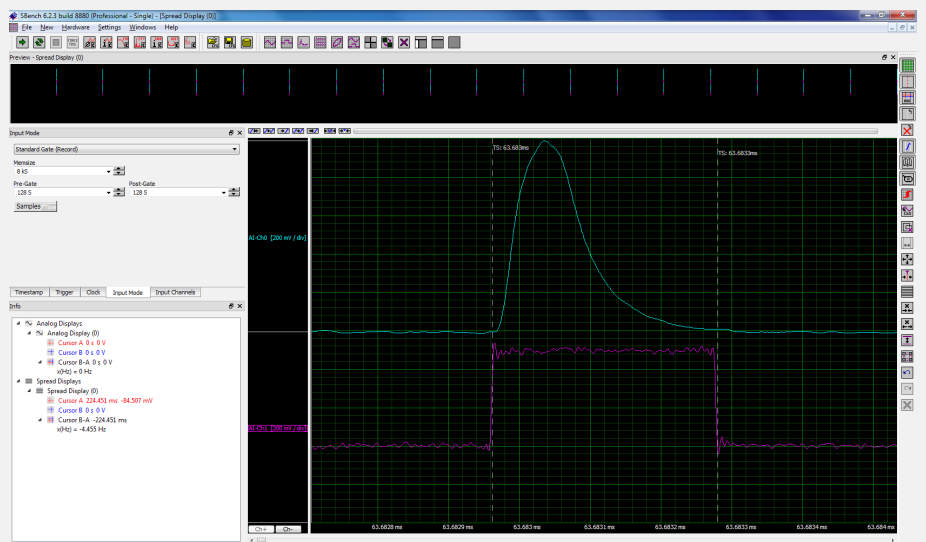 SBench 6.2.3 build 8880 (Professional - Single) - [Spread Display (0)]
File New Hardware Settings Windows Help
Preview - Spread Display (0)
Input Mode
Standard Gate (Record)
Memsize
8 kS
Pre-Gate Post-Gate
128 S 128 S
Samples
Timestamp Trigger Clock Input Mode Input Channels
Info
Analog Displays
Analog Display (0)
Cursor A 0 s 0 V
Cursor B 0 s 0 V
Cursor B-A 0 s 0 V
x(Hz) = 0 Hz
Spread Displays
Spread Display (0)
Cursor A 224.451 ms -84,507 mV
Cursor B 0 s 0 V
Cursor B-A -224.451 ms
x(Hz) = -4.455 Hz
TS: 63.683ms
TS: 63.6833ms
AI-Ch0 [200 mV / div]
AI-Ch1 [200 mV / div]
Ch+ Ch-
63.6828 ms 63.6829 ms 63.683 ms 63.6831 ms 63.6832 ms 63.6833 ms 63.6834 ms 63.684 ms